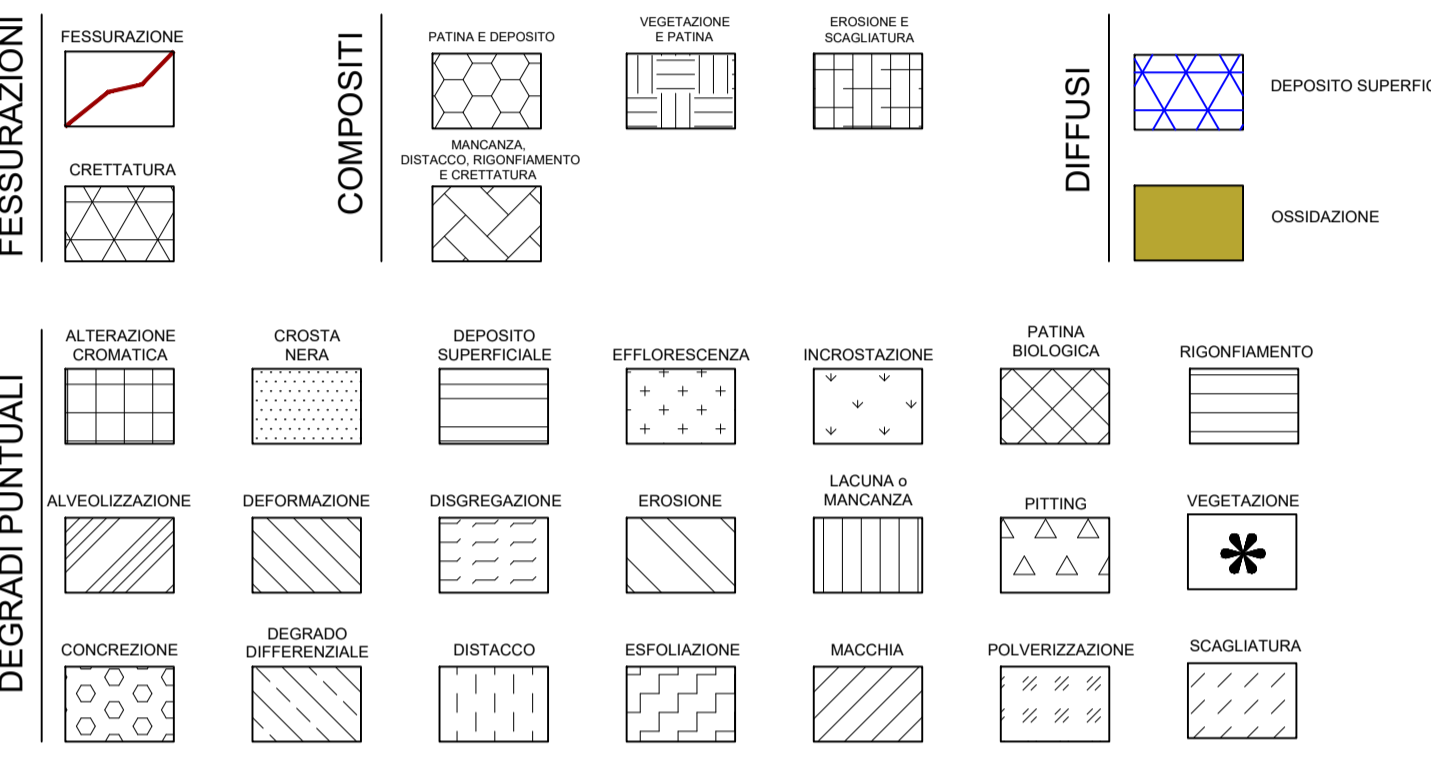 FESSURAZIONI
FESSURAZIONE
CRETTATURA
COMPOSITI
PATINA E DEPOSITO
VEGETAZIONE
E PATINA
EROSIONE E
SCAGLIATURA
MANCANZA,
DISTACCO, RIGONFIAMENTO
E CRETTATURA
DIFFUSI
DEPOSITO SUPERFIC
OSSIDAZIONE
DEGRADI PUNTUALI
ALTERAZIONE
CROMATICA
CROSTA
NERA
DEPOSITO
SUPERFICIALE
EFFLORESCENZA
INCROSTAZIONE
PATINA
BIOLOGICA
RIGONFIAMENTO
ALVEOLIZZAZIONE
DEFORMAZIONE
DISGREGAZIONE
EROSIONE
LACUNA o
MANCANZA
PITTING
VEGETAZIONE
CONCREZIONE
DEGRADO
DIFFERENZIALE
DISTACCO
ESFOLIAZIONE
MACCHIA
POLVERIZZAZIONE
SCAGLIATURA